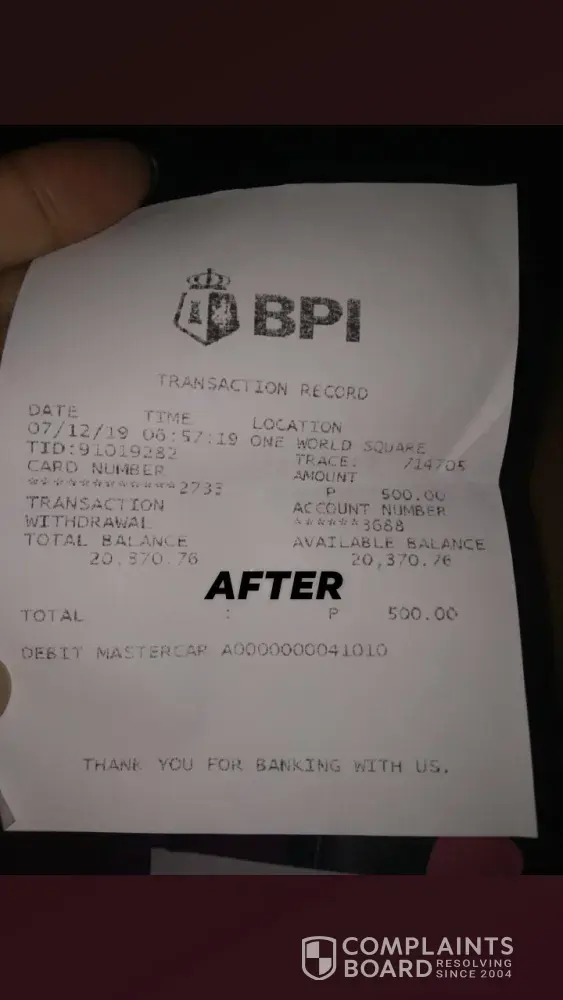 BPI
TRANSACTION RECORD
DATE TIME LOCATION
07/12/19 06:57:19 ONE WORLD SQUARE
TID:91019282 TRACE: 714705
CARD NUMBER AMOUNT
************2733 P 500.00
TRANSACTION ACCOUNT NUMBER
WITHDRAWAL ******3688
TOTAL BALANCE AVAILABLE BALANCE
20,370.76 20,370.76
AFTER
TOTAL : P 500.00
DEBIT MASTERCAR A0000000041010
THANK YOU FOR BANKING WITH US.
COMPLAINTS
BOARD RESOLVING
SINCE 2004